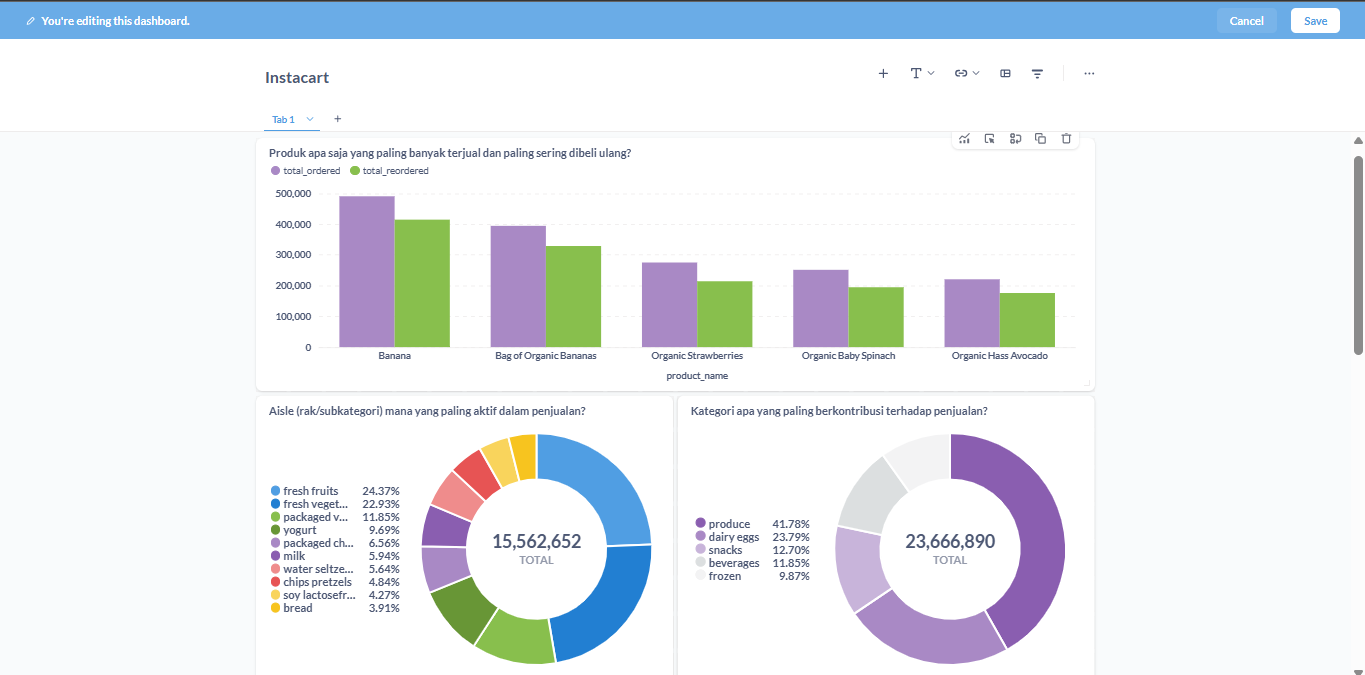 You're editing this dashboard.
Cancel
Save
Instacart
Tab 1
Produk apa saja yang paling banyak terjual dan paling sering dibeli ulang?
total_ordered total_reordered
500,000
400,000
300,000
200,000
100,000
0
Banana Bag of Organic Bananas Organic Strawberries Organic Baby Spinach Organic Hass Avocado
product_name
Aisle (rak/subkategori) mana yang paling aktif dalam penjualan?
fresh fruits 24.37%
fresh veget... 22.93%
packaged v... 11.85%
yogurt 9.69%
packaged ch... 6.56%
milk 5.94%
water seltze... 5.64%
chips pretzels 4.84%
soy lactosefr... 4.27%
bread 3.91%
15,562,652
TOTAL
Kategori apa yang paling berkontribusi terhadap penjualan?
produce 41.78%
dairy eggs 23.79%
snacks 12.70%
beverages 11.85%
frozen 9.87%
23,666,890
TOTAL